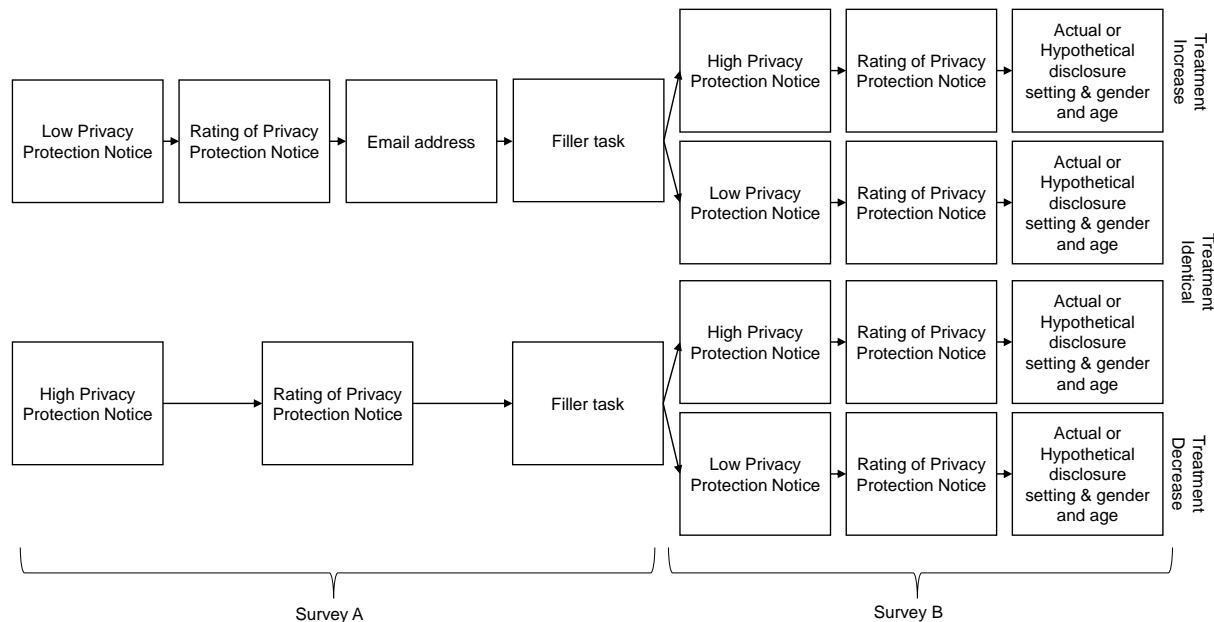 Low Privacy
Protection Notice
Rating of Privacy
Protection Notice
Email address
Filler task
High Privacy
Protection Notice
Rating of Privacy
Protection Notice
Actual or
Hypothetical
disclosure
setting & gender
and age
Treatment
Increase
Low Privacy
Protection Notice
Rating of Privacy
Protection Notice
Actual or
Hypothetical
disclosure
setting & gender
and age
Treatment
Identical
High Privacy
Protection Notice
Rating of Privacy
Protection Notice
Filler task
High Privacy
Protection Notice
Rating of Privacy
Protection Notice
Actual or
Hypothetical
disclosure
setting & gender
and age
Low Privacy
Protection Notice
Rating of Privacy
Protection Notice
Actual or
Hypothetical
disclosure
setting & gender
and age
Treatment
Decrease
Survey A
Survey B